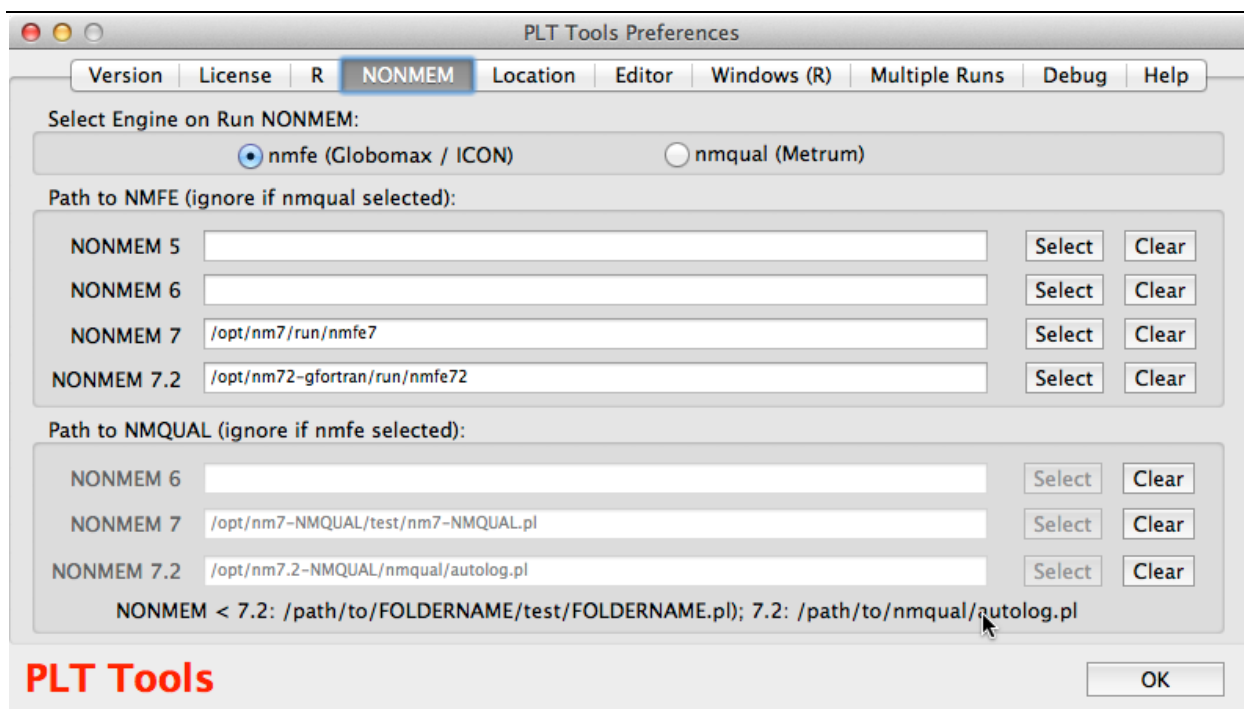 PLT Tools Preferences
Version License R NONMEM Location Editor Windows (R) Multiple Runs Debug Help
Select Engine on Run NONMEM:
nmfe (Globomax / ICON) nmqual (Metrum)
Path to NMFE (ignore if nmqual selected):
NONMEM 5 Select Clear
NONMEM 6 Select Clear
NONMEM 7 /opt/nm7/run/nmfe7 Select Clear
NONMEM 7.2 /opt/nm72-gfortran/run/nmfe72 Select Clear
Path to NMQUAL (ignore if nmfe selected):
NONMEM 6 Select Clear
NONMEM 7 /opt/nm7-NMQUAL/test/nm7-NMQUAL.pl Select Clear
NONMEM 7.2 /opt/nm7.2-NMQUAL/nmqual/autolog.pl Select Clear
NONMEM < 7.2: /path/to/FOLDERNAME/test/FOLDERNAME.pl); 7.2: /path/to/nmqual/autolog.pl
PLT Tools OK